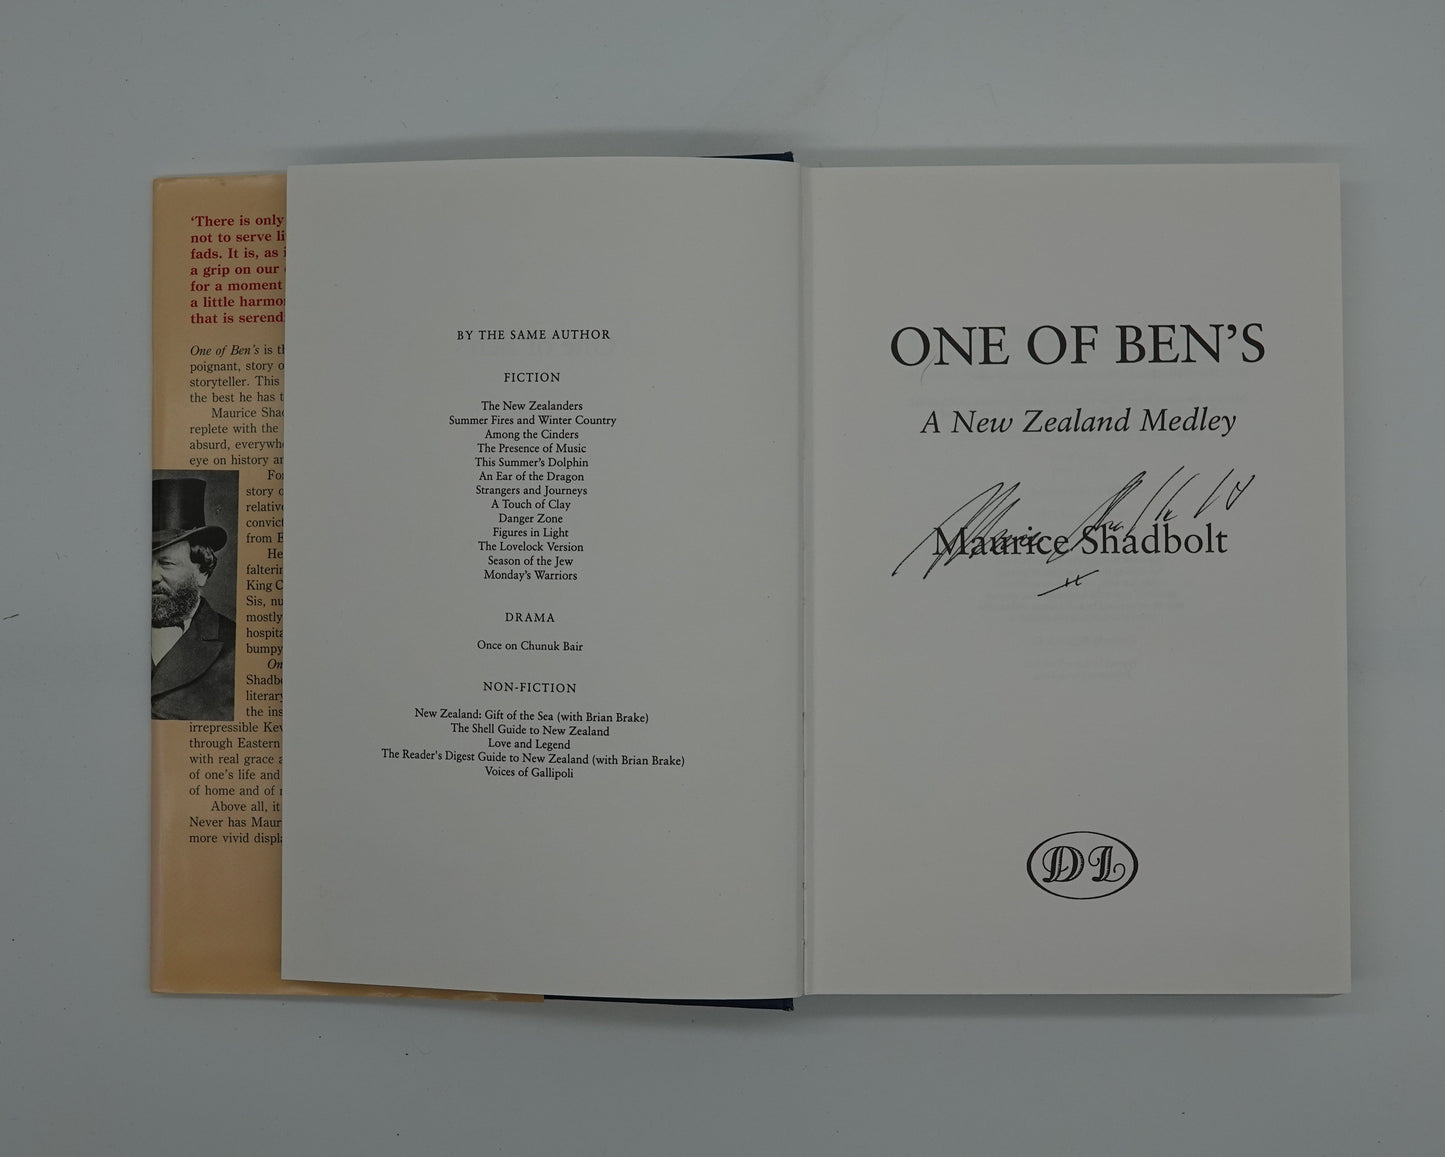 'There is only
not to serve li
fads. It is, as i
a grip on our
for a moment
a little harmo
that is serend
One of Ben's is th
poignant, story o
storyteller. This
the best he has t
Maurice Shad
replete with the
absurd, everywhe
eye on history an
Fo
story o
relative
convict
from E
He
falterin
King C
Sis, nu
mostly
hospita
bumpy
On
Shadbo
literary
the ins
irrepressible Kev
through Eastern
with real grace a
of one's life and
of home and of
Above all, it
Never has Maur
more vivid displa
BY THE SAME AUTHOR
FICTION
The New Zealanders
Summer Fires and Winter Country
Among the Cinders
The Presence of Music
This Summer's Dolphin
An Ear of the Dragon
Strangers and Journeys
A Touch of Clay
Danger Zone
Figures in Light
The Lovelock Version
Season of the Jew
Monday's Warriors
DRAMA
Once on Chunuk Bair
NON-FICTION
New Zealand: Gift of the Sea (with Brian Brake)
The Shell Guide to New Zealand
Love and Legend
The Reader's Digest Guide to New Zealand (with Brian Brake)
Voices of Gallipoli
ONE OF BEN'S
A New Zealand Medley
Maurice Shadbolt
Maurice Shadbolt
DL